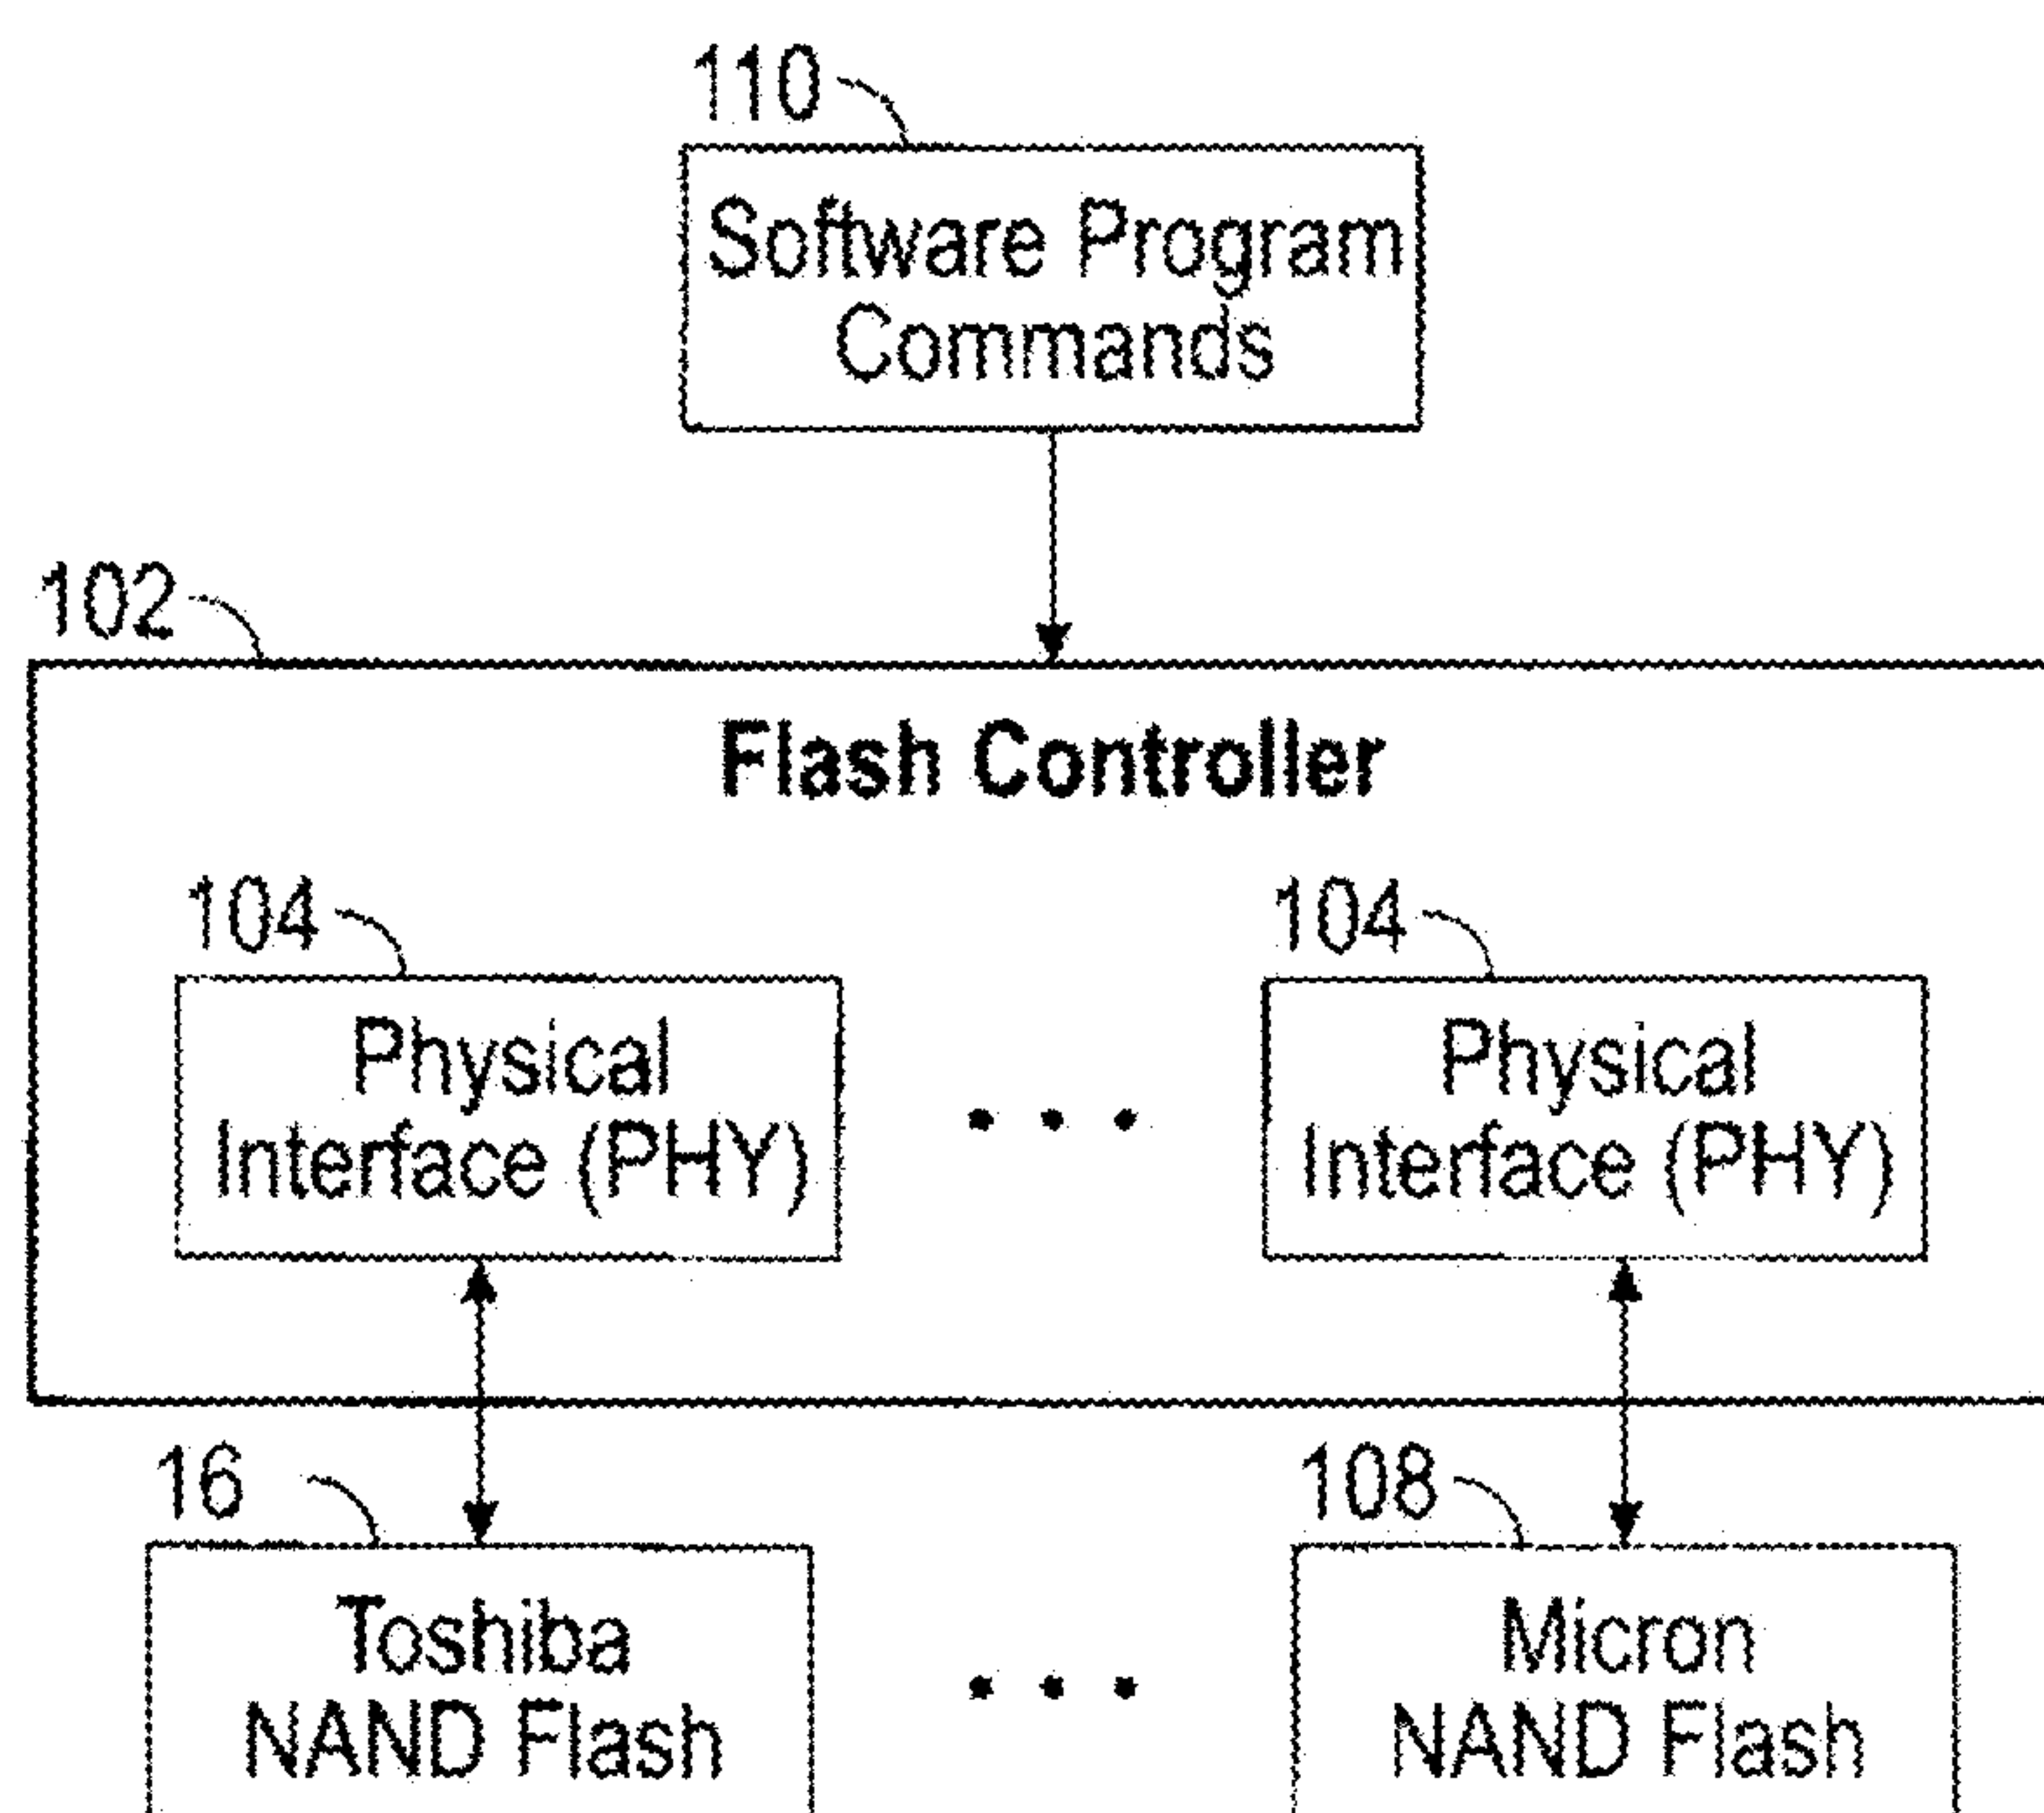 110
Software Program
Commands
102
Flash Controller
104
104
Physical
Interface (PHY)
Physical
Interface (PHY)
16
108
Toshiba
NAND Flash
Micron
NAND Flash